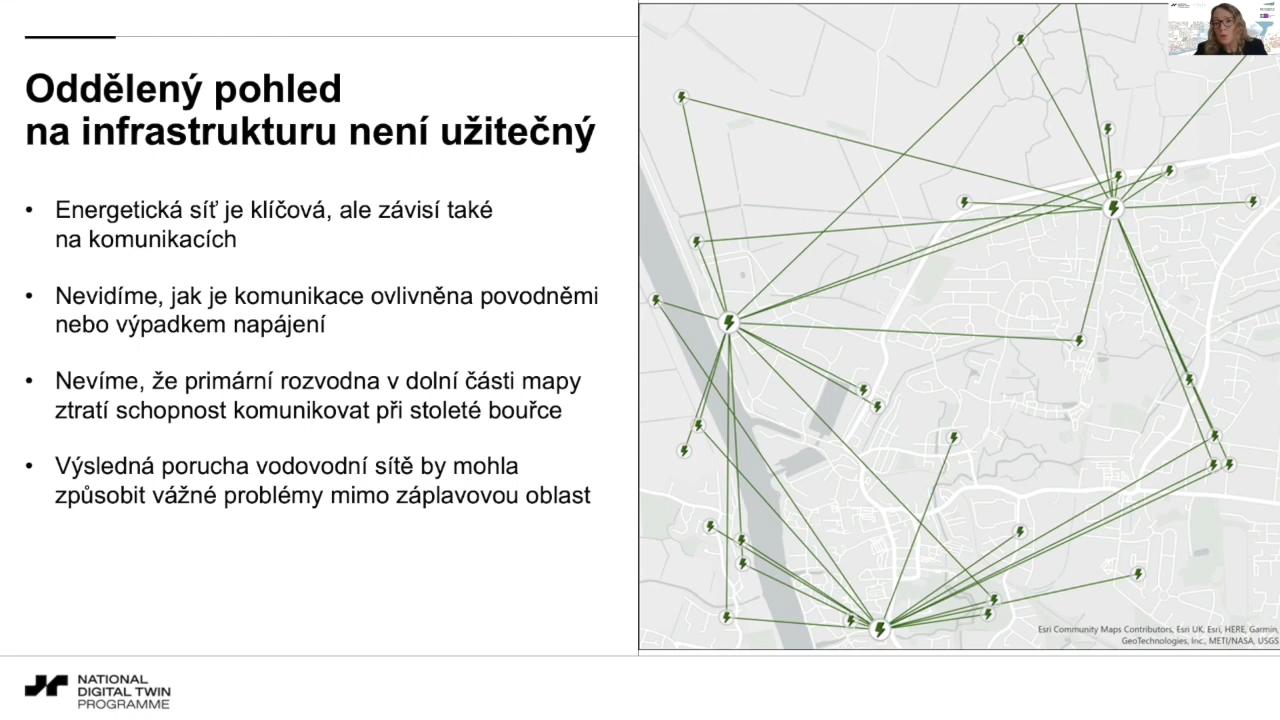 Oddělený pohled
na infrastrukturu není užitečný
• Energetická síť je klíčová, ale závisí také
na komunikacích
• Nevidíme, jak je komunikace ovlivněna povodněmi
nebo výpadkem napájení
• Nevíme, že primární rozvodna v dolní části mapy
ztratí schopnost komunikovat při stoleté bouřce
• Výsledná porucha vodovodní sítě by mohla
způsobit vážné problémy mimo záplavovou oblast
Esri Community Maps Contributors, Esri UK, Esri, HERE, Garmin,
GeoTechnologies, Inc., METI/NASA, USGS
NATIONAL
DIGITAL TWIN
PROGRAMME